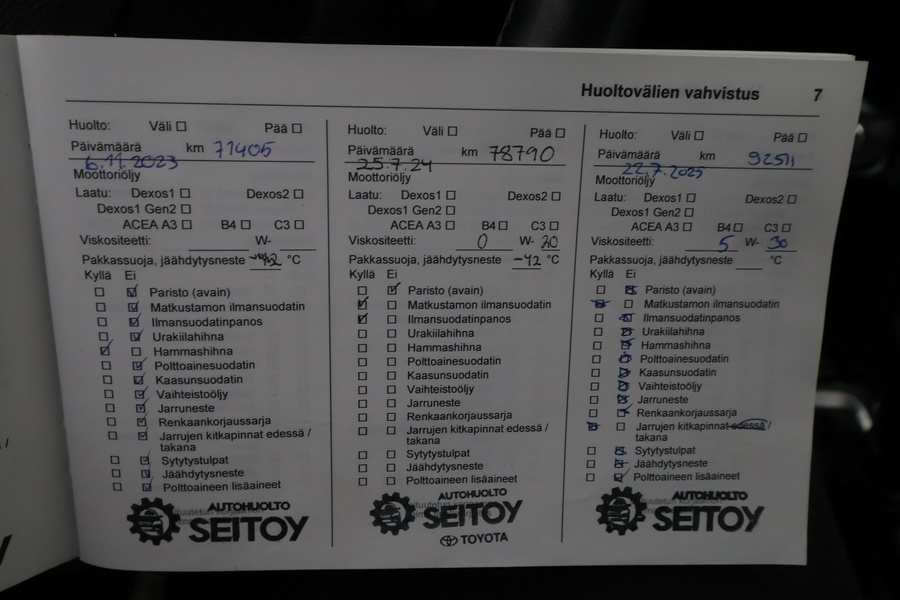 Huoltovälien vahvistus 7
Huolto: Väli Pää
Päivämäärä km 71405
6.11.2023
Moottoriöljy
Laatu: Dexos1 Dexos2
Dexos1 Gen2
ACEA A3 B4 C3
Viskositeetti: W-
Pakkassuoja, jäähdytysneste -42 °C
Kyllä Ei
Paristo (avain)
Matkustamon ilmansuodatin
Ilmansuodatinpanos
Urakiilahihna
Hammashihna
Polttoainesuodatin
Kaasunsuodatin
Vaihteistoöljy
Jarruneste
Renkaankorjaussarja
Jarrujen kitkapinnat edessä /
takana
Sytytystulpat
Jäähdytysneste
Polttoaineen lisäaineet
AUTOHUOLTO
SEITOY
Huolto: Väli Pää
Päivämäärä km 78790
25.7.24
Moottoriöljy
Laatu: Dexos1 Dexos2
Dexos1 Gen2
ACEA A3 B4 C3
Viskositeetti: 0 W- 20
Pakkassuoja, jäähdytysneste -42 °C
Kyllä Ei
Paristo (avain)
Matkustamon ilmansuodatin
Ilmansuodatinpanos
Urakiilahihna
Hammashihna
Polttoainesuodatin
Kaasunsuodatin
Vaihteistoöljy
Jarruneste
Renkaankorjaussarja
Jarrujen kitkapinnat edessä /
takana
Sytytystulpat
Jäähdytysneste
Polttoaineen lisäaineet
AUTOHUOLTO
SEITOY
TOYOTA
Huolto: Väli Pää
Päivämäärä km 92511
22.7.2025
Moottoriöljy
Laatu: Dexos1 Dexos2
Dexos1 Gen2
ACEA A3 B4 C3
Viskositeetti: 5 W- 30
Pakkassuoja, jäähdytysneste °C
Kyllä Ei
Paristo (avain)
Matkustamon ilmansuodatin
Ilmansuodatinpanos
Urakiilahihna
Hammashihna
Polttoainesuodatin
Kaasunsuodatin
Vaihteistoöljy
Jarruneste
Renkaankorjaussarja
Jarrujen kitkapinnat edessä /
takana
Sytytystulpat
Jäähdytysneste
Polttoaineen lisäaineet
AUTOHUOLTO
SEITOY